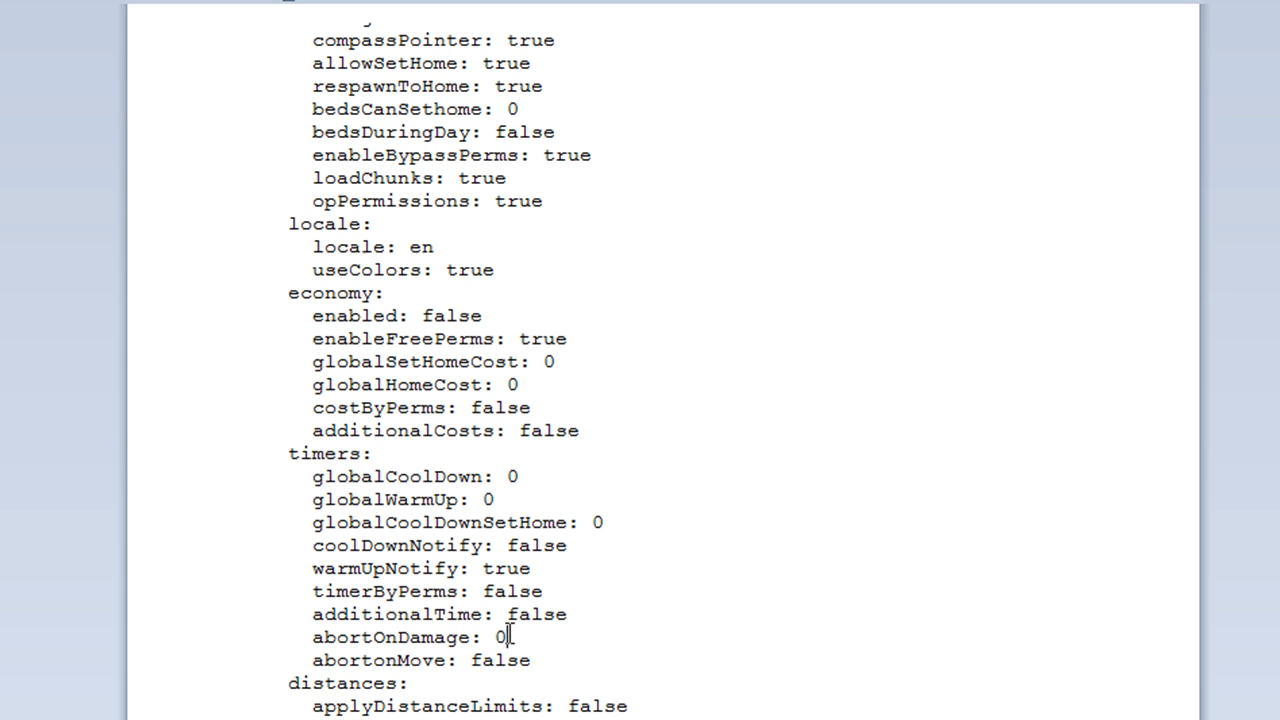 compassPointer: true
allowSetHome: true
respawnToHome: true
bedsCanSethome: 0
bedsDuringDay: false
enableBypassPerms: true
loadChunks: true
opPermissions: true
locale:
locale: en
useColors: true
economy:
enabled: false
enableFreePerms: true
globalSetHomeCost: 0
globalHomeCost: 0
costByPerms: false
additionalCosts: false
timers:
globalCoolDown: 0
globalWarmUp: 0
globalCoolDownSetHome: 0
coolDownNotify: false
warmUpNotify: true
timerByPerms: false
additionalTime: false
abortOnDamage: 0
abortonMove: false
distances:
applyDistanceLimits: false